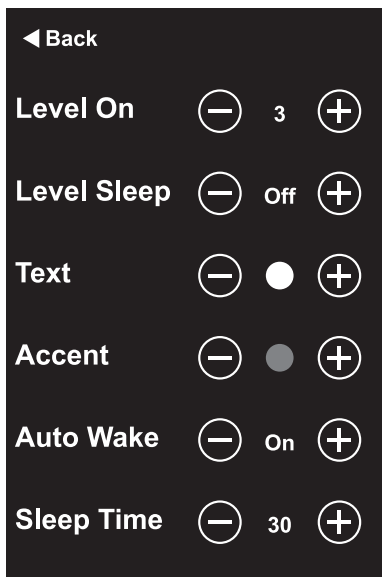 Back
Level On 3
Level Sleep Off
Text
Accent
Auto Wake On
Sleep Time 30